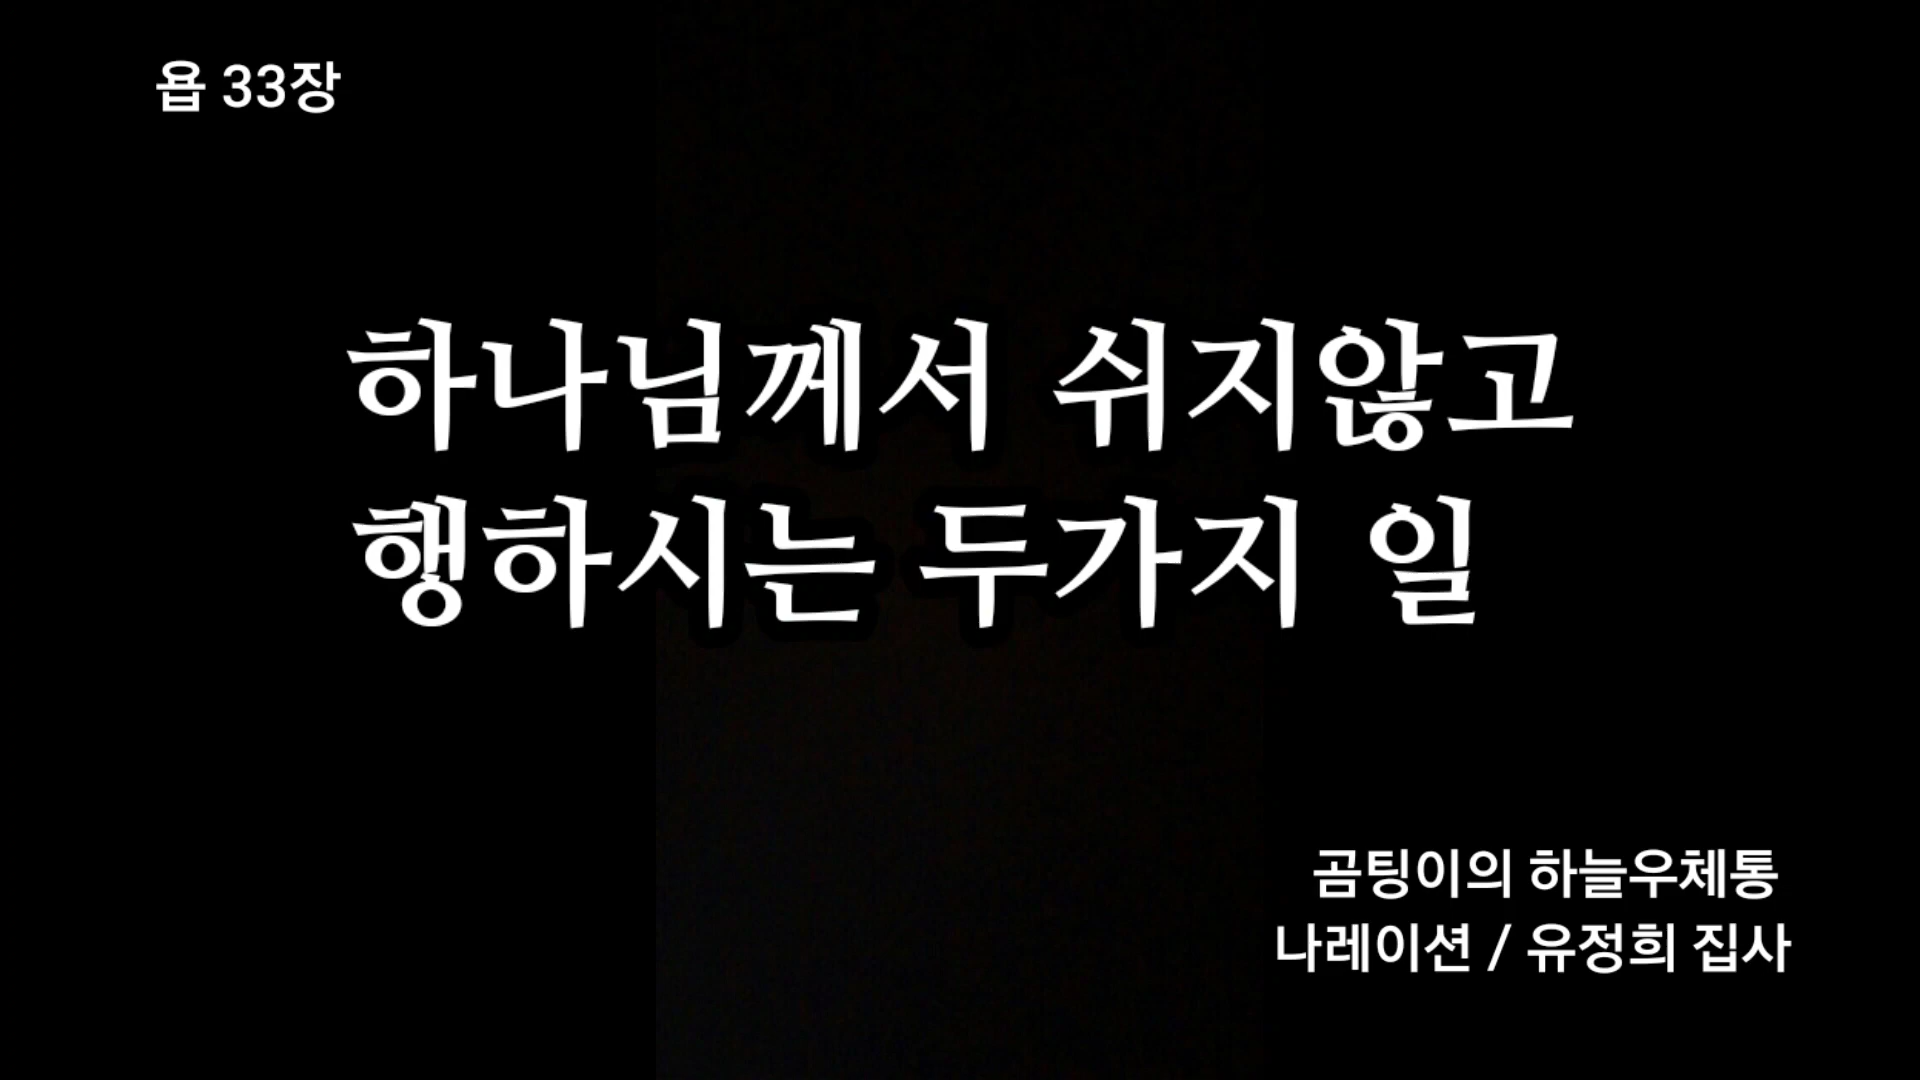 욥 33장
하나님께서 쉬지않고
행하시는 두가지 일
곰팅이의 하늘우체통
나레이션 / 유정희 집사